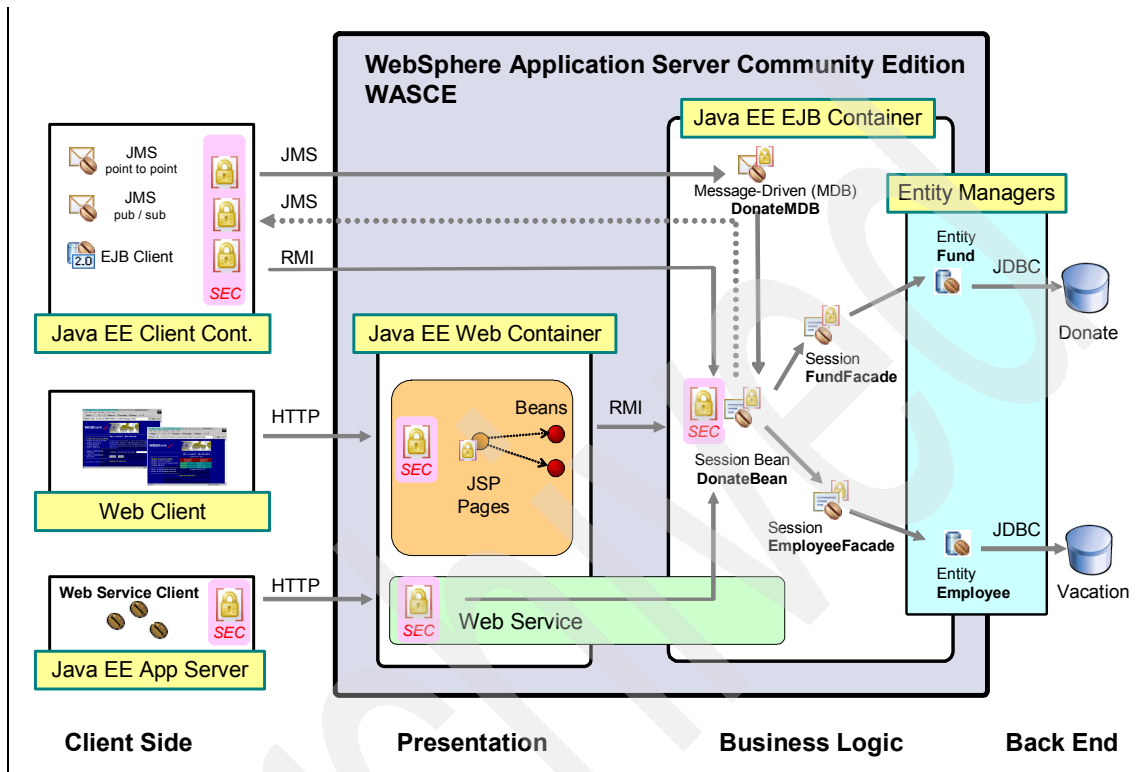 WebSphere Application Server Community Edition
WASCE
Java EE EJB Container
JMS
point to point
JMS
pub / sub
2.0
EJB Client
SEC
Java EE Client Cont.
JMS
JMS
RMI
Message-Driven (MDB)
DonateMDB
Entity Managers
Entity
Fund
JDBC
Donate
Session
FundFacade
Java EE Web Container
Beans
SEC
JSP
Pages
HTTP
Web Client
RMI
SEC
Session Bean
DonateBean
Session
EmployeeFacade
JDBC
Entity
Employee
Vacation
Web Service Client
SEC
Java EE App Server
HTTP
SEC
Web Service
Client Side
Presentation
Business Logic
Back End